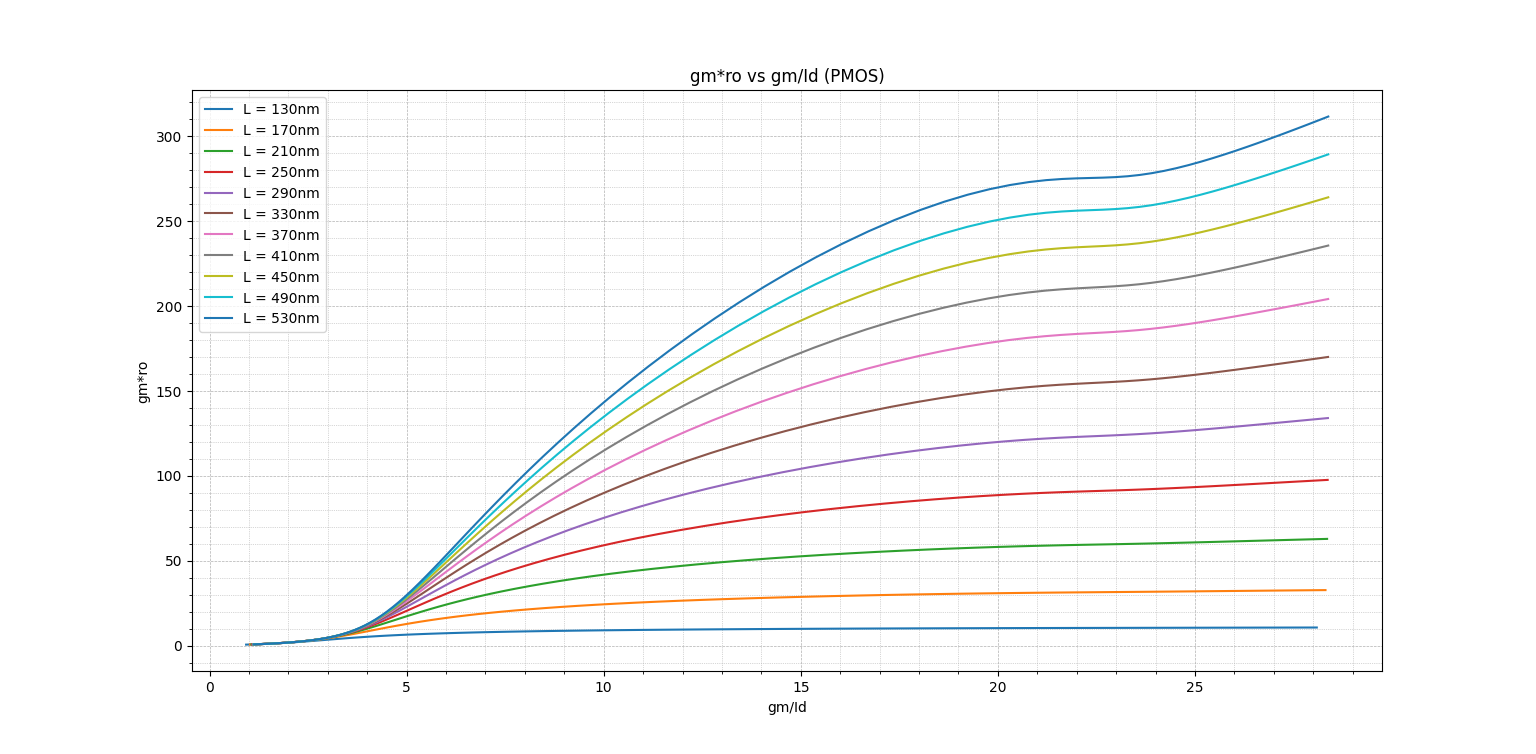 gm*ro vs gm/Id (PMOS)
L = 130nm
L = 170nm
L = 210nm
L = 250nm
L = 290nm
L = 330nm
L = 370nm
L = 410nm
L = 450nm
L = 490nm
L = 530nm
gm*ro
300
250
200
150
100
50
0
0 5 10 15 20 25
gm/Id